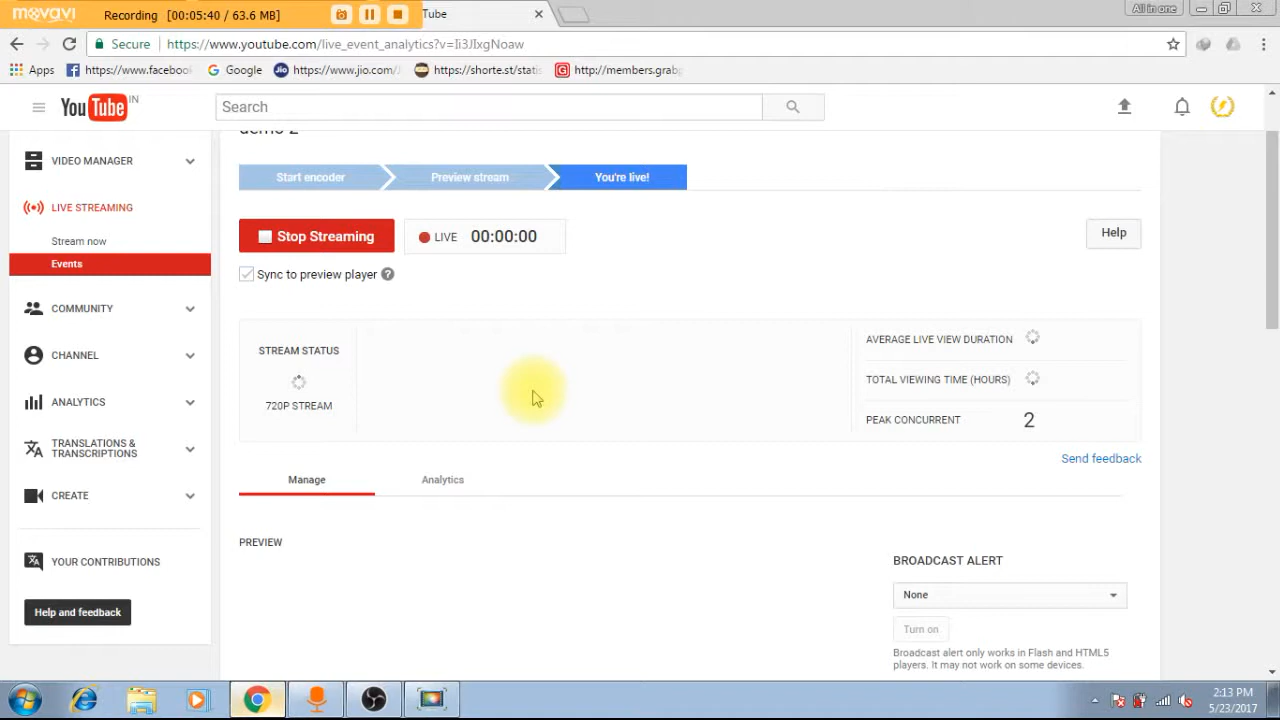 movavi
Recording [00:05:40 / 63.6 MB]
Tube
All in one
Secure
https://www.youtube.com/live_event_analytics?v=Ii3JIxgNoaw
Apps
https://www.faceboo
Google
https://www.jio.com/
https://shorte.st/stati
http://members.grab
YouTube IN
Search
VIDEO MANAGER
LIVE STREAMING
Stream now
Events
COMMUNITY
CHANNEL
ANALYTICS
TRANSLATIONS &
TRANSCRIPTIONS
CREATE
YOUR CONTRIBUTIONS
Help and feedback
demo 2
Start encoder
Preview stream
You're live!
Stop Streaming
LIVE 00:00:00
Help
Sync to preview player ?
STREAM STATUS
720P STREAM
AVERAGE LIVE VIEW DURATION
TOTAL VIEWING TIME (HOURS)
PEAK CONCURRENT 2
Send feedback
Manage
Analytics
PREVIEW
BROADCAST ALERT
None
Turn on
Broadcast alert only works in Flash and HTML5
players. It may not work on some devices.
2:13 PM
5/23/2017